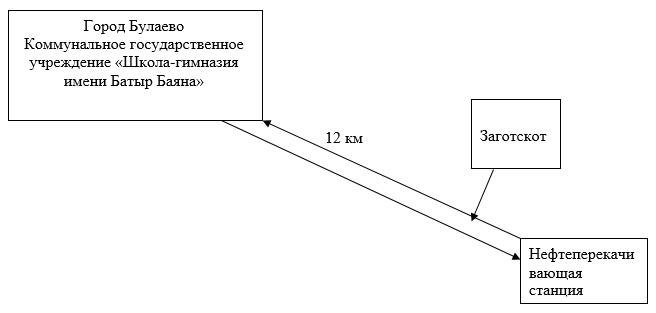 Город Булаево
Коммунальное государственное
учреждение «Школа-гимназия
имени Батыр Баяна»
12 км
Заготскот
Нефтеперекачи
вающая
станция